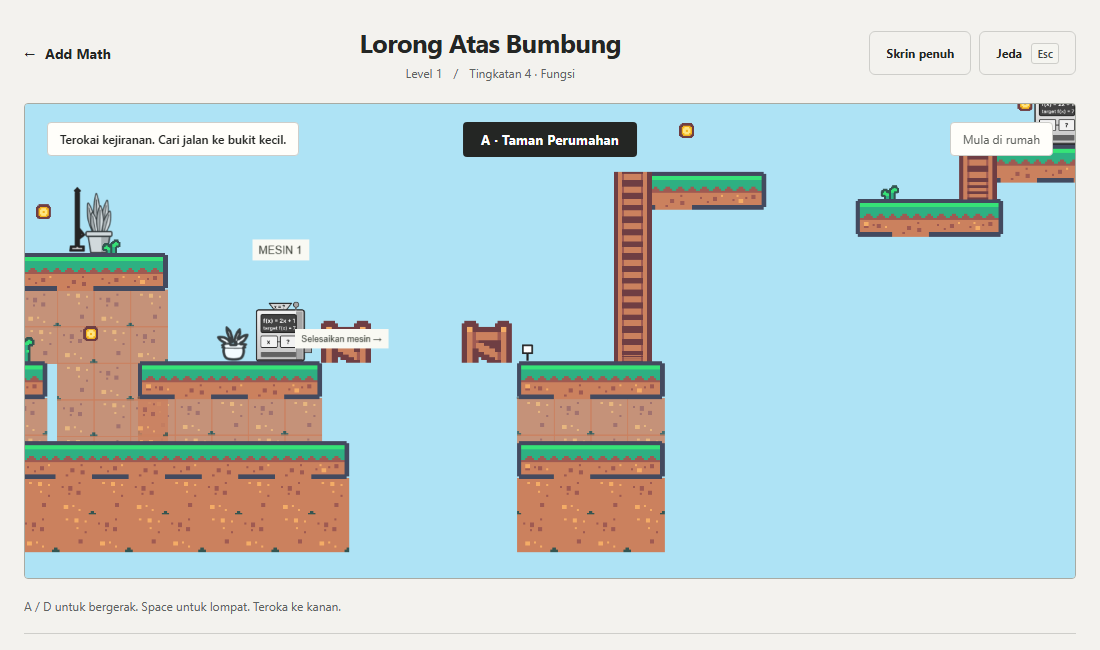 ← Add Math
Lorong Atas Bumbung
Level 1 / Tingkatan 4 · Fungsi
Skrin penuh
Jeda Esc
Terokai kejiranan. Cari jalan ke bukit kecil.
A · Taman Perumahan
Mula di rumah
?
MESIN 1
f(x) = 2x + 1
target f(x) = 7
x ?
Selesaikan mesin →
A / D untuk bergerak. Space untuk lompat. Teroka ke kanan.